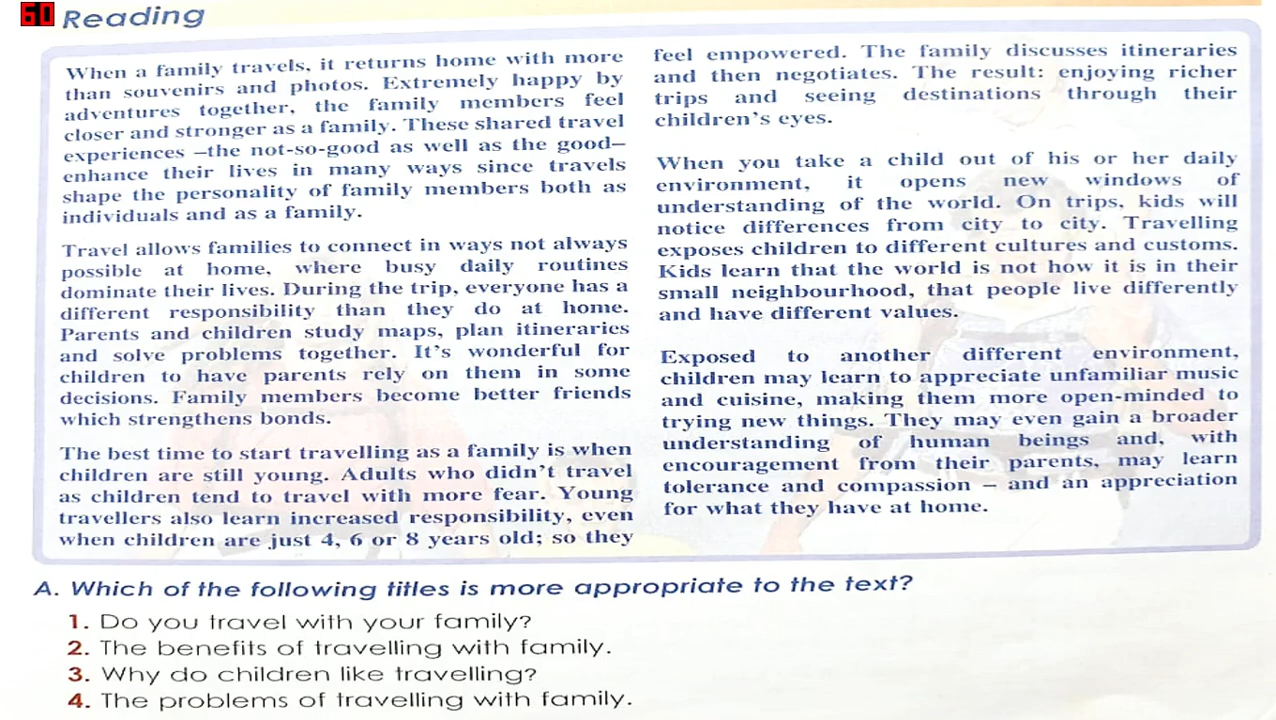 60 Reading
When a family travels, it returns home with more
than souvenirs and photos. Extremely happy by
adventures together, the family members feel
closer and stronger as a family. These shared travel
experiences –the not-so-good as well as the good–
enhance their lives in many ways since travels
shape the personality of family members both as
individuals and as a family.
Travel allows families to connect in ways not always
possible at home, where busy daily routines
dominate their lives. During the trip, everyone has a
different responsibility than they do at home.
Parents and children study maps, plan itineraries
and solve problems together. It's wonderful for
children to have parents rely on them in some
decisions. Family members become better friends
which strengthens bonds.
The best time to start travelling as a family is when
children are still young. Adults who didn't travel
as children tend to travel with more fear. Young
travellers also learn increased responsibility, even
when children are just 4, 6 or 8 years old; so they
feel empowered. The family discusses itineraries
and then negotiates. The result: enjoying richer
trips and seeing destinations through their
children's eyes.
When you take a child out of his or her daily
environment, it opens new windows of
understanding of the world. On trips, kids will
notice differences from city to city. Travelling
exposes children to different cultures and customs.
Kids learn that the world is not how it is in their
small neighbourhood, that people live differently
and have different values.
Exposed to another different environment,
children may learn to appreciate unfamiliar music
and cuisine, making them more open-minded to
trying new things. They may even gain a broader
understanding of human beings and, with
encouragement from their parents, may learn
tolerance and compassion – and an appreciation
for what they have at home.
A. Which of the following titles is more appropriate to the text?
1. Do you travel with your family?
2. The benefits of travelling with family.
3. Why do children like travelling?
4. The problems of travelling with family.